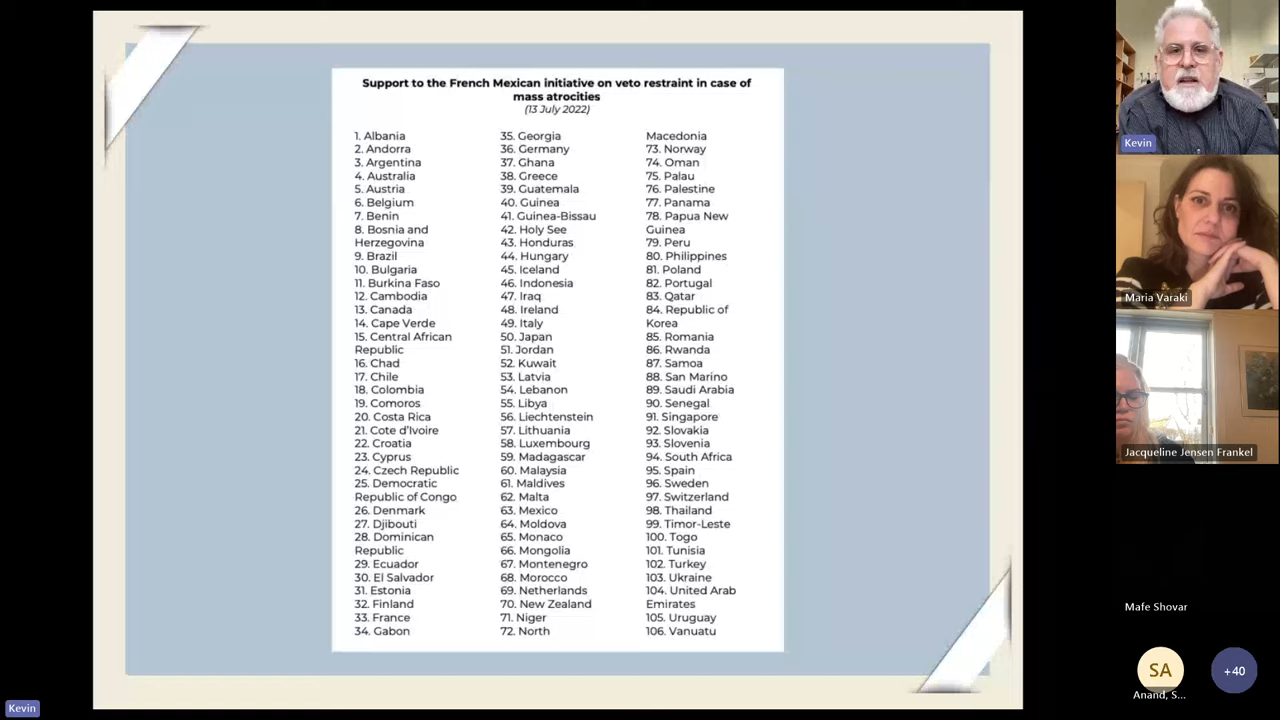 Support to the French Mexican initiative on veto restraint in case of
mass atrocities
(13 July 2022)
1. Albania
2. Andorra
3. Argentina
4. Australia
5. Austria
6. Belgium
7. Benin
8. Bosnia and
Herzegovina
9. Brazil
10. Bulgaria
11. Burkina Faso
12. Cambodia
13. Canada
14. Cape Verde
15. Central African
Republic
16. Chad
17. Chile
18. Colombia
19. Comoros
20. Costa Rica
21. Cote d'Ivoire
22. Croatia
23. Cyprus
24. Czech Republic
25. Democratic
Republic of Congo
26. Denmark
27. Djibouti
28. Dominican
Republic
29. Ecuador
30. El Salvador
31. Estonia
32. Finland
33. France
34. Gabon
35. Georgia
36. Germany
37. Ghana
38. Greece
39. Guatemala
40. Guinea
41. Guinea-Bissau
42. Holy See
43. Honduras
44. Hungary
45. Iceland
46. Indonesia
47. Iraq
48. Ireland
49. Italy
50. Japan
51. Jordan
52. Kuwait
53. Latvia
54. Lebanon
55. Libya
56. Liechtenstein
57. Lithuania
58. Luxembourg
59. Madagascar
60. Malaysia
61. Maldives
62. Malta
63. Mexico
64. Moldova
65. Monaco
66. Mongolia
67. Montenegro
68. Morocco
69. Netherlands
70. New Zealand
71. Niger
72. North
Macedonia
73. Norway
74. Oman
75. Palau
76. Palestine
77. Panama
78. Papua New
Guinea
79. Peru
80. Philippines
81. Poland
82. Portugal
83. Qatar
84. Republic of
Korea
85. Romania
86. Rwanda
87. Samoa
88. San Marino
89. Saudi Arabia
90. Senegal
91. Singapore
92. Slovakia
93. Slovenia
94. South Africa
95. Spain
96. Sweden
97. Switzerland
98. Thailand
99. Timor-Leste
100. Togo
101. Tunisia
102. Turkey
103. Ukraine
104. United Arab
Emirates
105. Uruguay
106. Vanuatu
Kevin
Maria Varaki
Jacqueline Jensen Frankel
Mafe Shovar
SA
+40
Anand, S...
Kevin